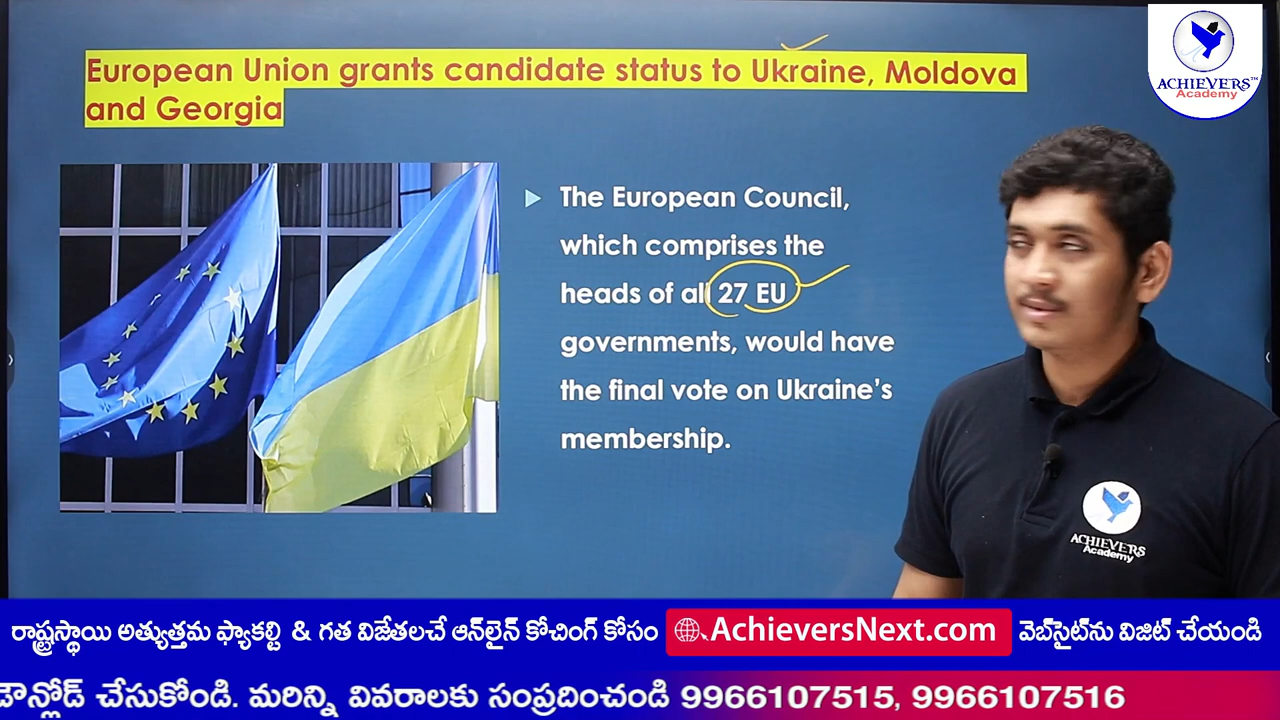 European Union grants candidate status to Ukraine, Moldova
and Georgia
ACHIEVERS™
Academy
The European Council,
which comprises the
heads of all 27 EU
governments, would have
the final vote on Ukraine's
membership.
ACHIEVERS
Academy
రాష్ట్రస్థాయి అత్యుత్తమ ఫ్యాకల్టి & గత విజేతలచే ఆన్‌లైన్ కోచింగ్ కోసం AchieversNext.com వెబ్‌సైట్‌ను విజిట్ చేయండి
డౌన్లోడ్ చేసుకోండి. మరిన్ని వివరాలకు సంప్రదించండి 9966107515, 9966107516